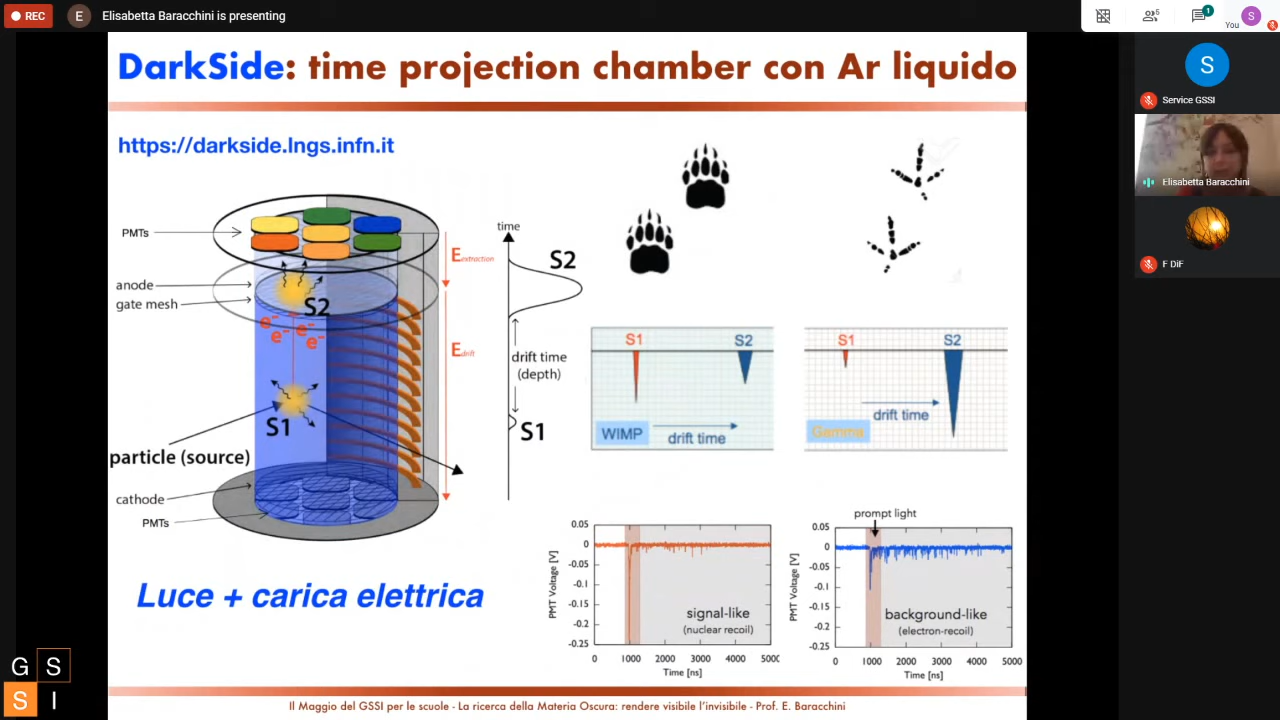 REC
E
Elisabetta Baracchini is presenting
6
1
You
S
DarkSide: time projection chamber con Ar liquido
https://darkside.lngs.infn.it
PMTs
anode
gate mesh
S2
e-
e-
e-
e-
S1
particle (source)
cathode
PMTs
E extraction
E drift
time
S2
drift time
(depth)
S1
S1
S2
WIMP
drift time
S1
S2
drift time
Gamma
0.05
0
-0.05
-0.1
-0.15
-0.2
-0.25
PMT Voltage [V]
signal-like
(nuclear recoil)
0
1000
2000
3000
4000
500
Time [ns]
prompt light
0.05
0
-0.05
-0.1
-0.15
-0.2
-0.25
PMT Voltage [V]
background-like
(electron-recoil)
0
1000
2000
3000
4000
5000
Time [ns]
Luce + carica elettrica
G S
S I
Il Maggio del GSSI per le scuole - La ricerca della Materia Oscura: rendere visibile l'invisibile - Prof. E. Baracchini
S
Service GSSI
Elisabetta Baracchini
F DiF